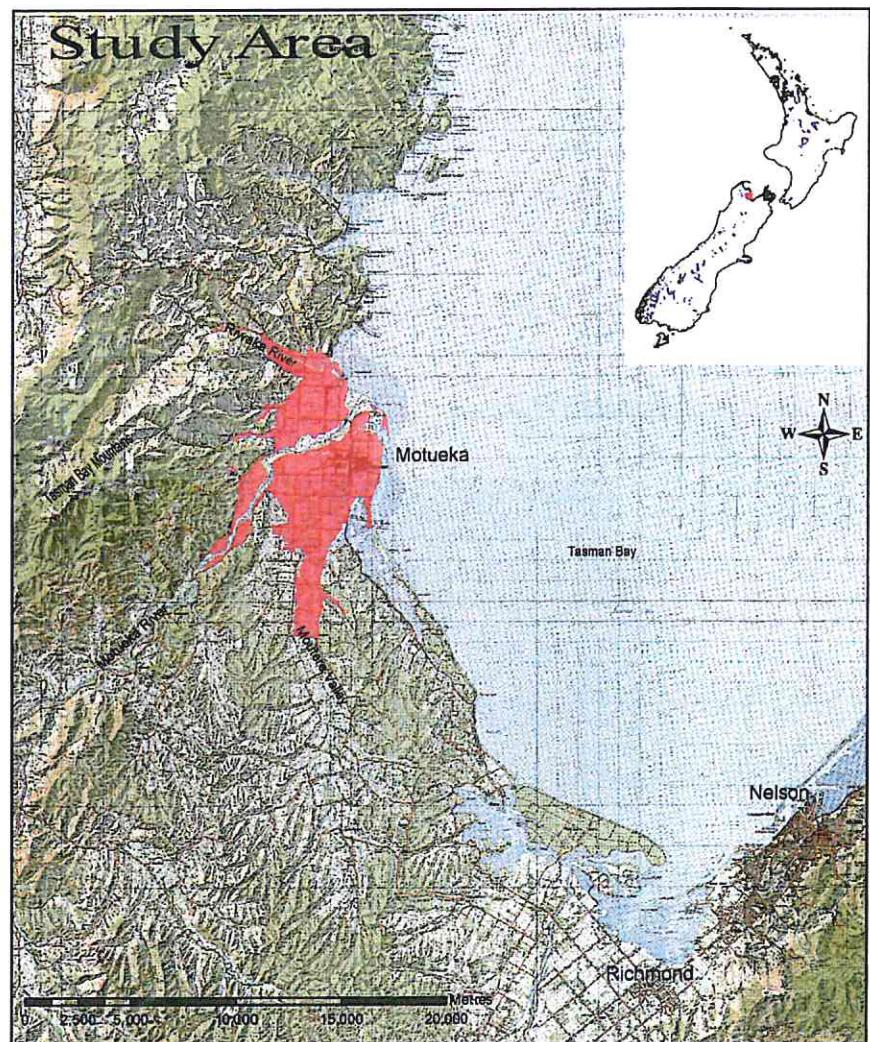 Study Area
Riwaka River
N
W E
S
Motueka
Tasman Bay Mountains
Tasman Bay
Motueka River
Nelson
Richmond
Metres
0 2,500 5,000 10,000 15,000 20,000